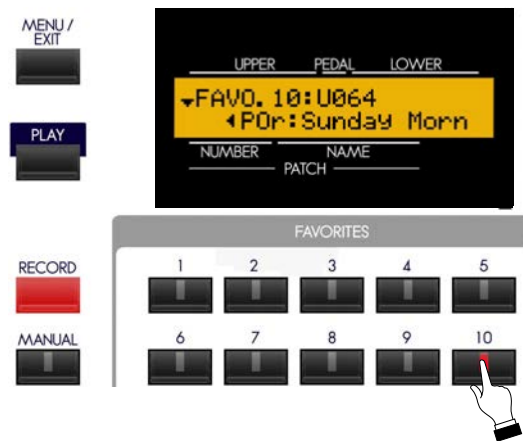 MENU /
EXIT
UPPER PEDAL LOWER
FAVO. 10:U064
POr:Sunday Morn
PLAY
NUMBER NAME
PATCH
FAVORITES
RECORD
1 2 3 4 5
MANUAL
6 7 8 9 10